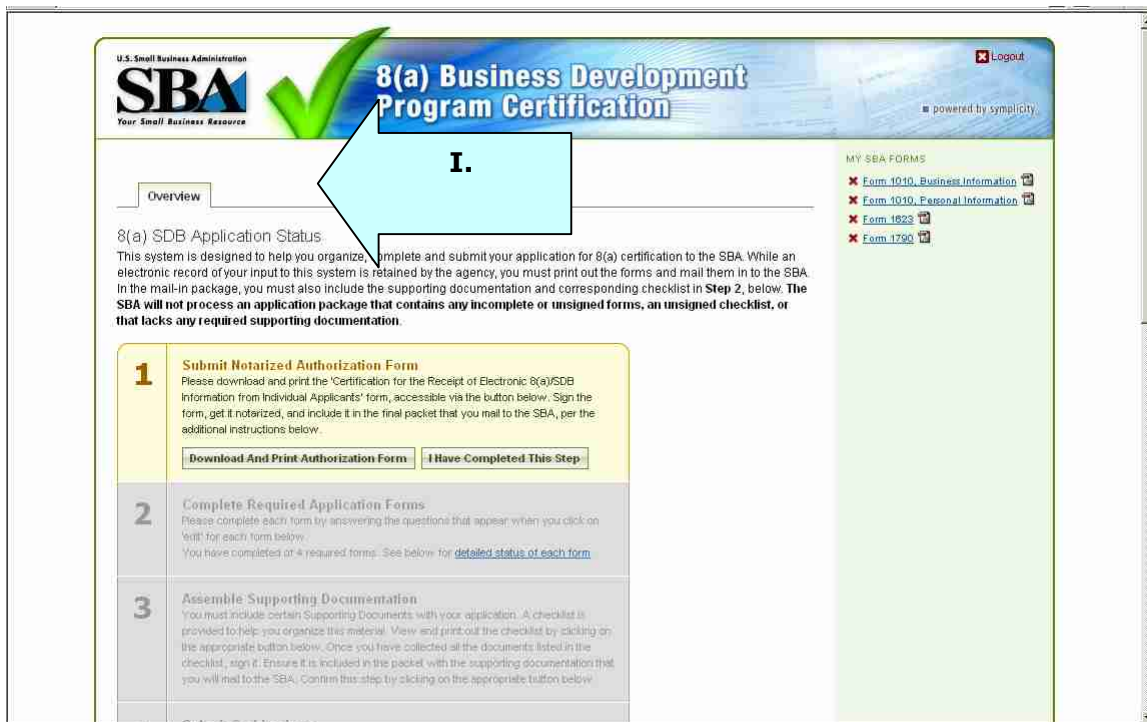 U.S. Small Business Administration
SBA
Your Small Business Resource
8(a) Business Development
Program Certification
Logout
powered by symplicity
I.
Overview
MY SBA FORMS
Form 1010, Business Information
Form 1010, Personal Information
Form 1623
Form 1790
8(a) SDB Application Status
This system is designed to help you organize, complete and submit your application for 8(a) certification to the SBA. While an
electronic record of your input to this system is retained by the agency, you must print out the forms and mail them in to the SBA.
In the mail-in package, you must also include the supporting documentation and corresponding checklist in Step 2, below. The
SBA will not process an application package that contains any incomplete or unsigned forms, an unsigned checklist, or
that lacks any required supporting documentation.
1
Submit Notarized Authorization Form
Please download and print the 'Certification for the Receipt of Electronic 8(a)/SDB
Information from Individual Applicants' form, accessible via the button below. Sign the
form, get it notarized, and include it in the final packet that you mail to the SBA, per the
additional instructions below.
Download And Print Authorization Form I Have Completed This Step
2
Complete Required Application Forms
Please complete each form by answering the questions that appear when you click on
'edit' for each form below.
You have completed of 4 required forms. See below for detailed status of each form
3
Assemble Supporting Documentation
You must include certain Supporting Documents with your application. A checklist is
provided to help you organize this material. View and print out the checklist by clicking on
the appropriate button below. Once you have collected all the documents listed in the
checklist, sign it. Ensure it is included in the packet with the supporting documentation that
you will mail to the SBA. Confirm this step by clicking on the appropriate button below